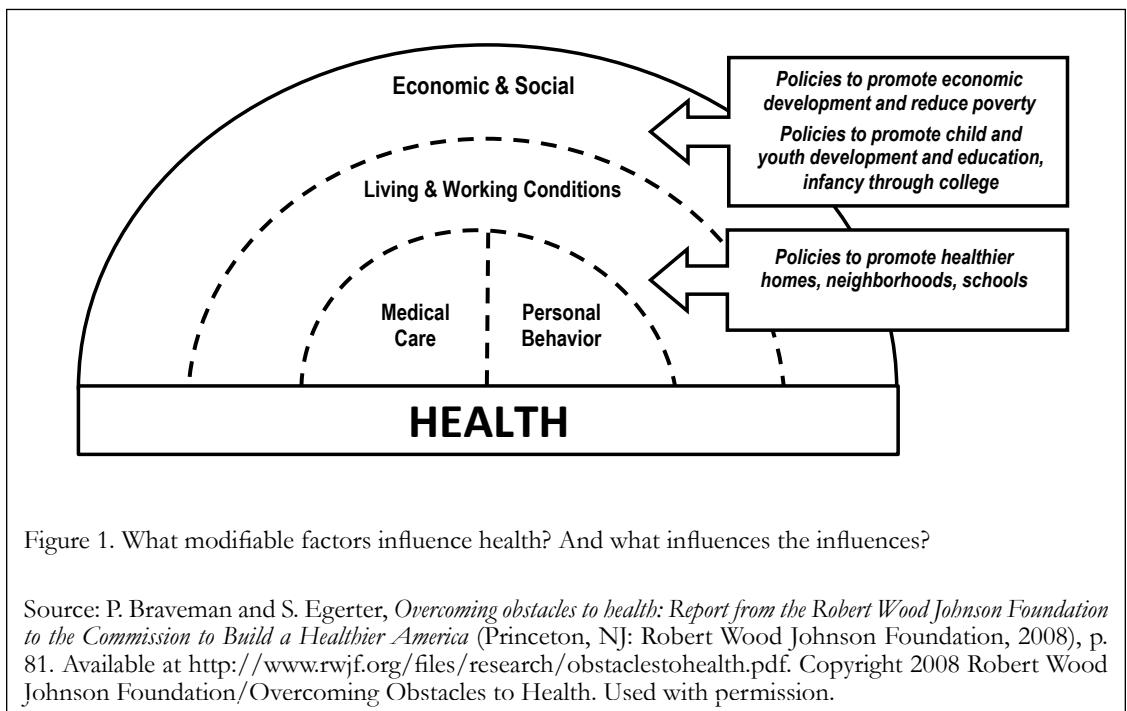 Economic & Social
Policies to promote economic
development and reduce poverty
Policies to promote child and
youth development and education,
infancy through college
Living & Working Conditions
Policies to promote healthier
homes, neighborhoods, schools
Medical
Care
Personal
Behavior
HEALTH
Figure 1. What modifiable factors influence health? And what influences the influences?
Source: P. Braveman and S. Egerter, Overcoming obstacles to health: Report from the Robert Wood Johnson Foundation
to the Commission to Build a Healthier America (Princeton, NJ: Robert Wood Johnson Foundation, 2008), p.
81. Available at http://www.rwjf.org/files/research/obstaclestohealth.pdf. Copyright 2008 Robert Wood
Johnson Foundation/Overcoming Obstacles to Health. Used with permission.